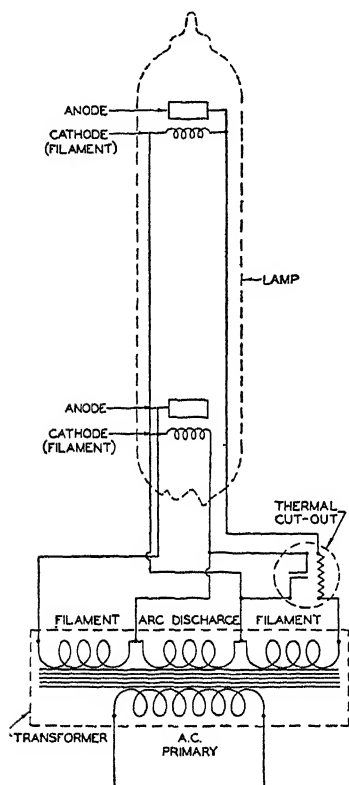 ANODE
CATHODE
(FILAMENT)
LAMP
ANODE
CATHODE
(FILAMENT)
THERMAL
CUT-OUT
FILAMENT ARC DISCHARGE FILAMENT
TRANSFORMER
A.C.
PRIMARY